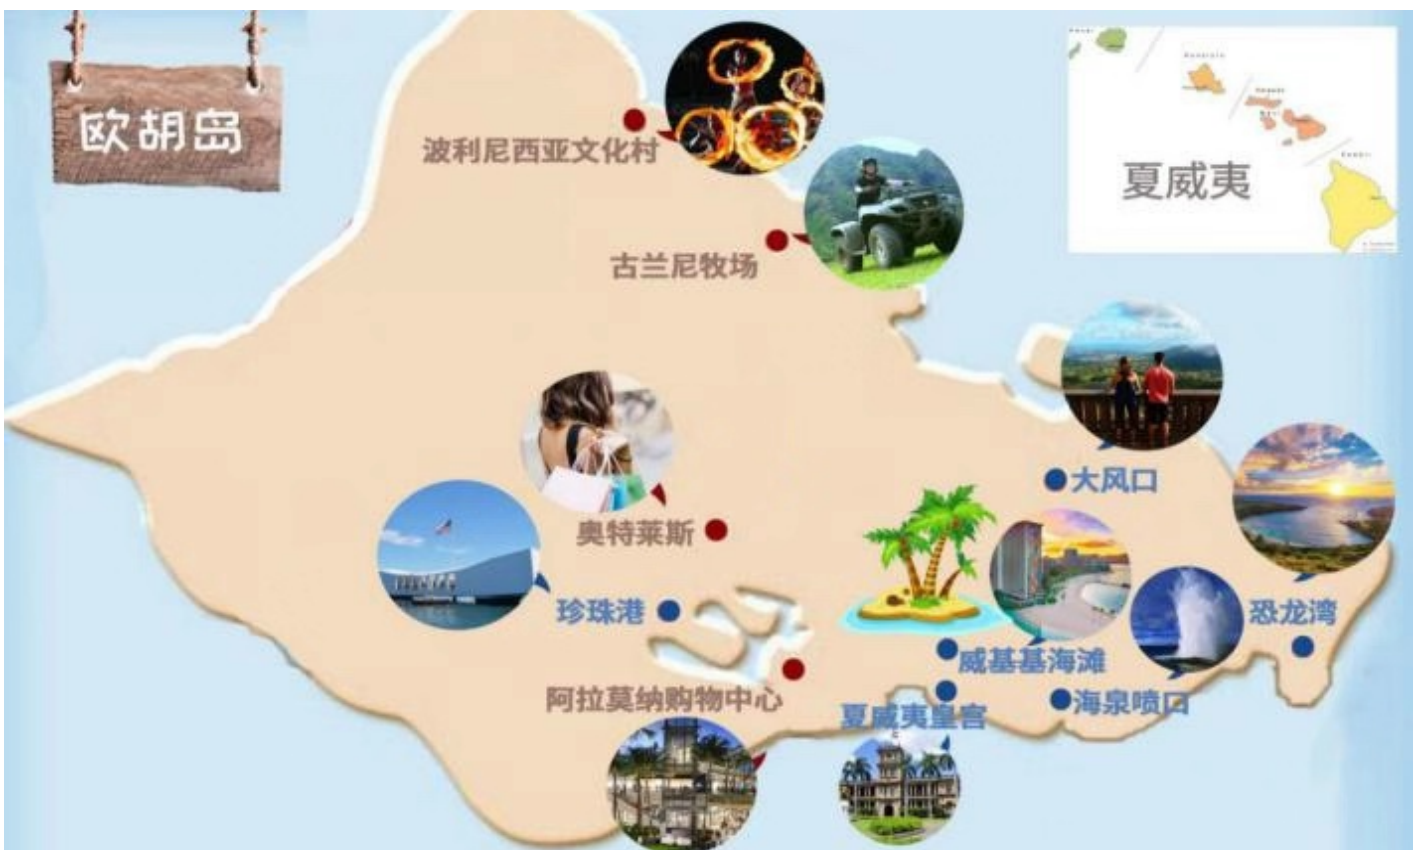 欧胡岛
波利尼西亚文化村
夏威夷
古兰尼牧场
大风口
奥特莱斯
珍珠港
恐龙湾
威基基海滩
阿拉莫纳购物中心
夏威夷皇宫
海泉喷口